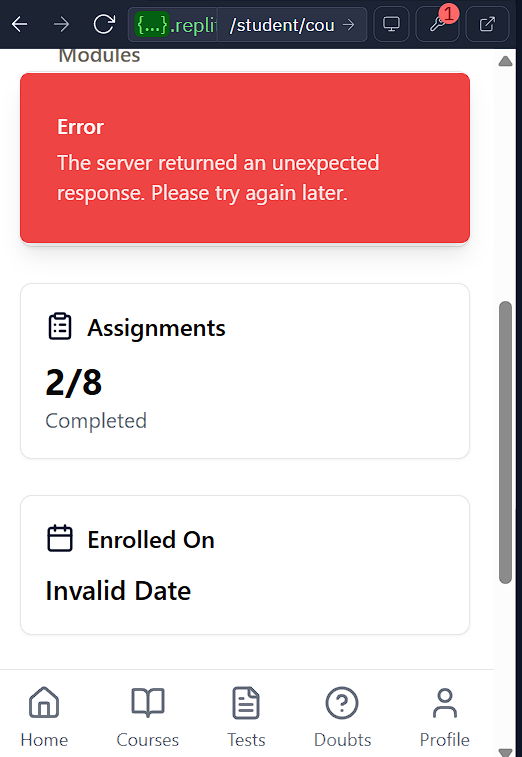 {...}.replit /student/cou
1
Modules
Error
The server returned an unexpected
response. Please try again later.
Assignments
2/8
Completed
Enrolled On
Invalid Date
Home Courses Tests Doubts Profile